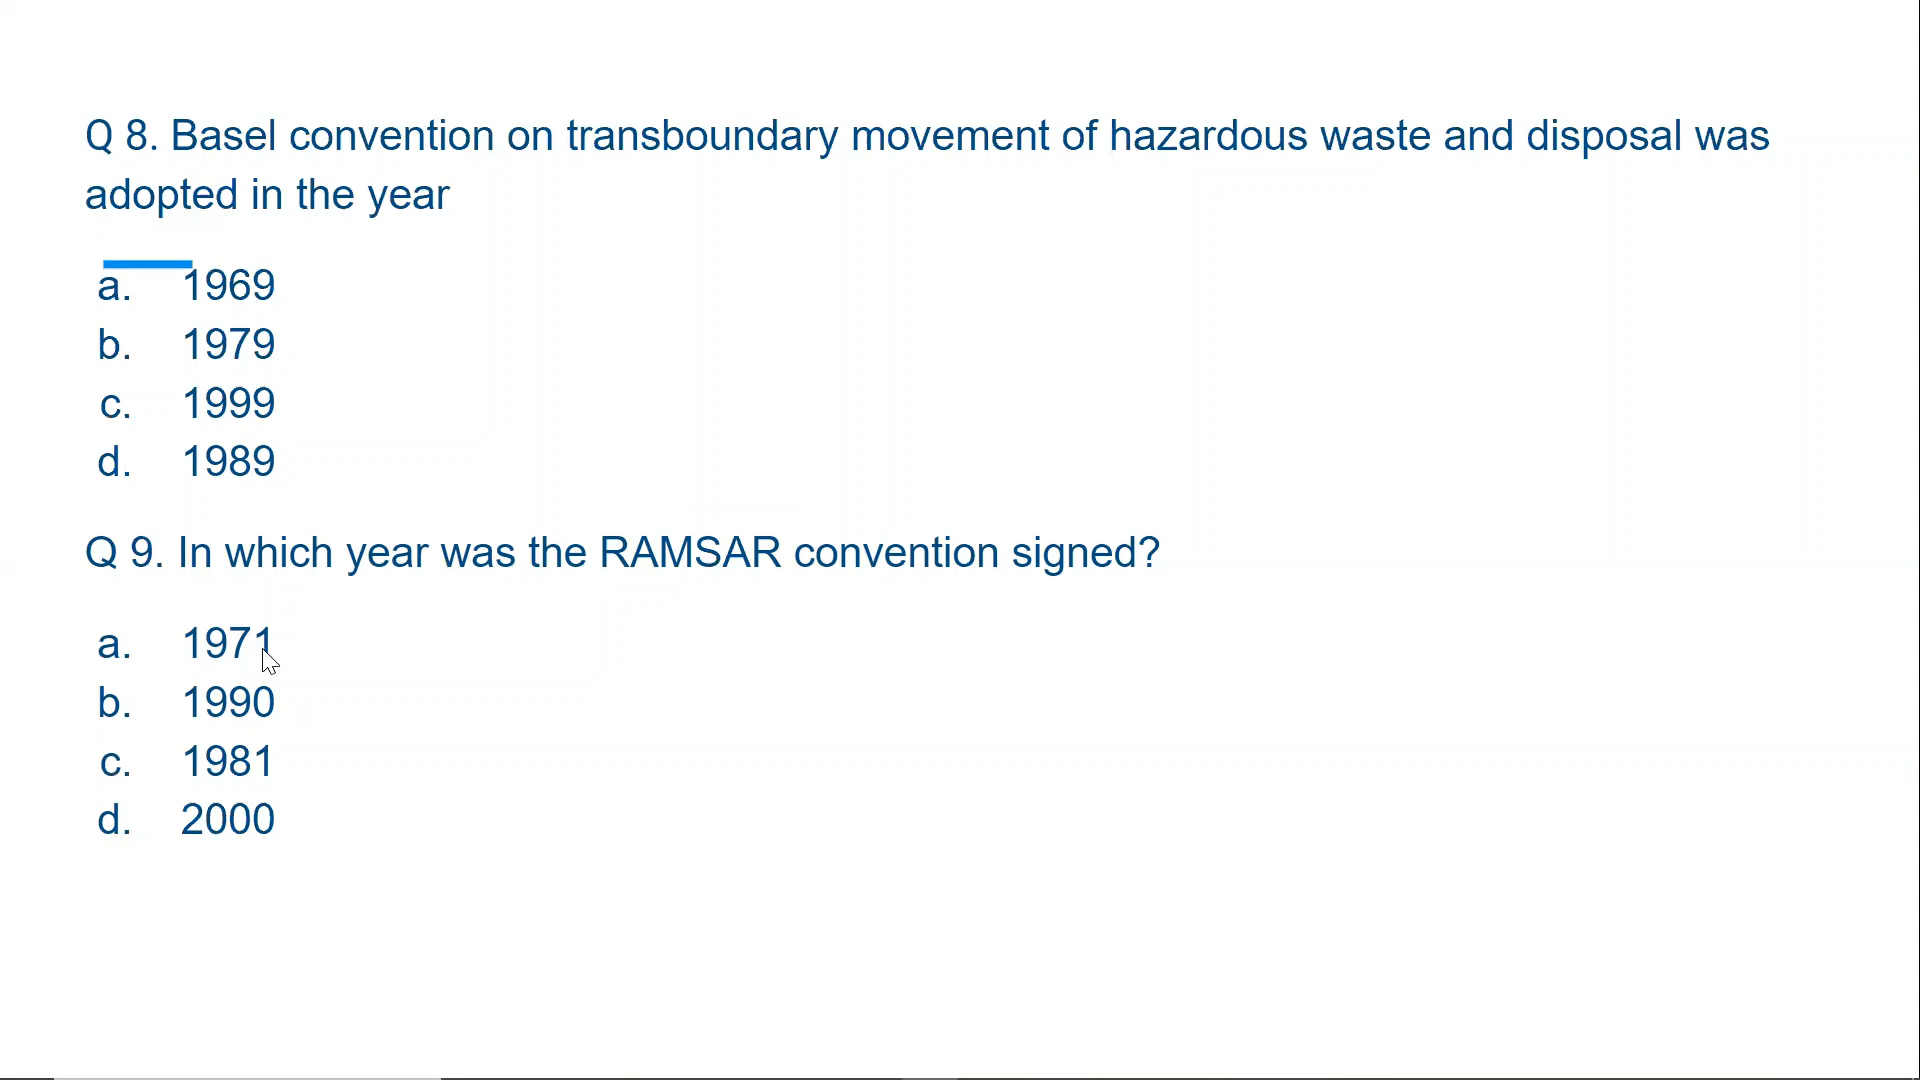 Q 8. Basel convention on transboundary movement of hazardous waste and disposal was
adopted in the year
a. 1969
b. 1979
c. 1999
d. 1989
Q 9. In which year was the RAMSAR convention signed?
a. 1971
b. 1990
c. 1981
d. 2000